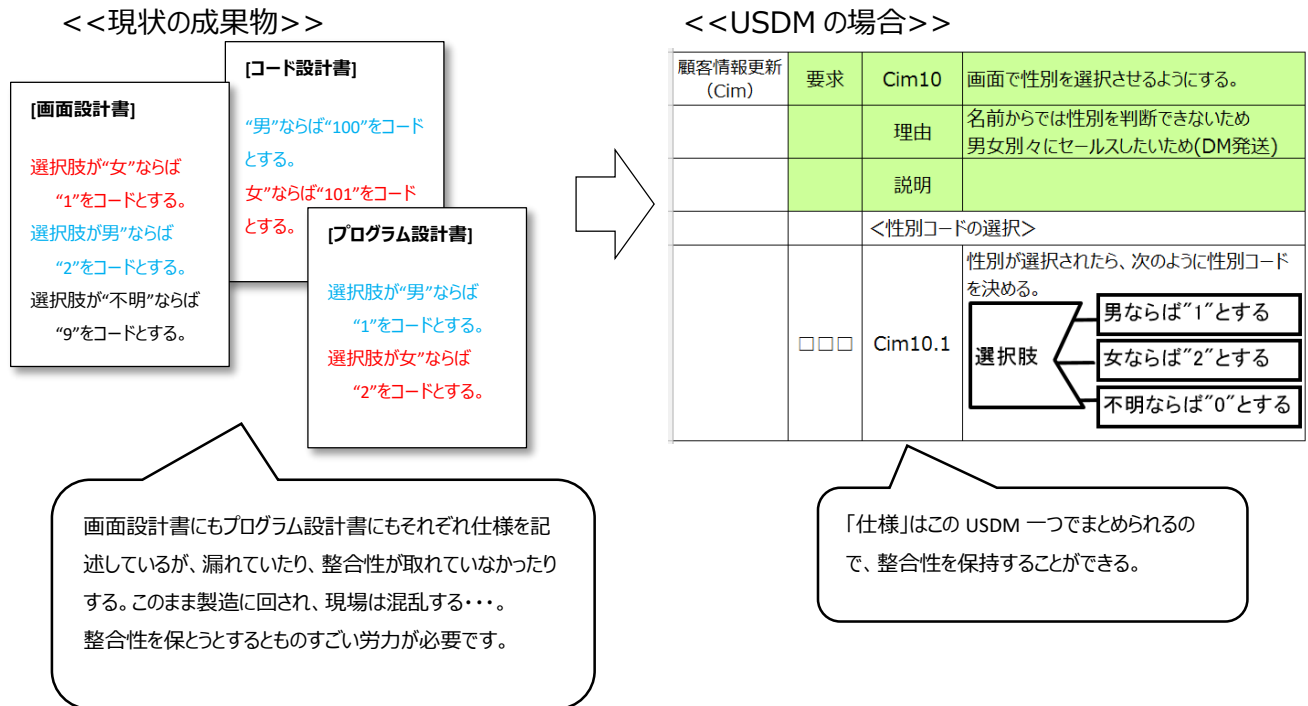 <<現状の成果物>>
[画面設計書]
選択肢が“女”ならば
“1”をコードとする。
選択肢が男”ならば
“2”をコードとする。
選択肢が“不明”ならば
“9”をコードとする。
[コード設計書]
“男”ならば“100”をコード
とする。
女”ならば“101”をコード
とする。
[プログラム設計書]
選択肢が“男”ならば
“1”をコードとする。
選択肢が女”ならば
“2”をコードとする。
画面設計書にもプログラム設計書にもそれぞれ仕様を記
述しているが、漏れていたり、整合性が取れていなかったり
する。このまま製造に回され、現場は混乱する・・・。
整合性を保とうとするとものすごい労力が必要です。
<<USDM の場合>>
顧客情報更新
（Cim）
要求
Cim10
画面で性別を選択させるようにする。
理由
名前からでは性別を判断できないため
男女別々にセールスしたいため(DM発送)
説明
＜性別コードの選択＞
□□□
Cim10.1
性別が選択されたら、次のように性別コード
を決める。
選択肢
男ならば”1”とする
女ならば”2”とする
不明ならば”0”とする
「仕様」はこの USDM 一つでまとめられるの
で、整合性を保持することができる。